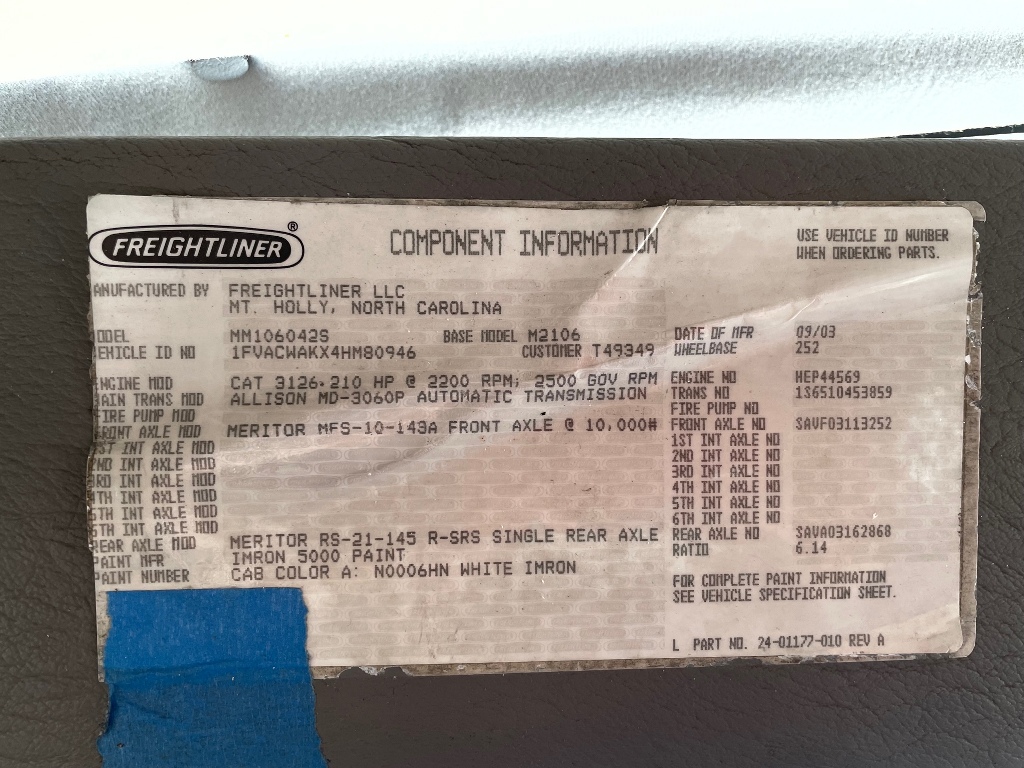 FREIGHTLINER®
COMPONENT INFORMATION
USE VEHICLE ID NUMBER
WHEN ORDERING PARTS.
ANUFACTURED BY FREIGHTLINER LLC
MT. HOLLY, NORTH CAROLINA
ODEL MM106042S BASE MODEL M2106 DATE OF MFR 09/03
EHICLE ID NO 1FVACWAKX4HM80946 CUSTOMER T49349 WHEELBASE 252
ENGINE MOD CAT 3126.210 HP @ 2200 RPM; 2500 GOV RPM ENGINE NO HEP44569
AIN TRANS MOD ALLISON MD-3060P AUTOMATIC TRANSMISSION TRANS NO 1S6510453859
FIRE PUMP MOD FIRE PUMP NO
FRONT AXLE MOD MERITOR MFS-10-143A FRONT AXLE @ 10,000# FRONT AXLE NO SAVF03113252
1ST INT AXLE MOD 1ST INT AXLE NO
2ND INT AXLE MOD 2ND INT AXLE NO
3RD INT AXLE MOD 3RD INT AXLE NO
4TH INT AXLE MOD 4TH INT AXLE NO
5TH INT AXLE MOD 5TH INT AXLE NO
6TH INT AXLE MOD 6TH INT AXLE NO
REAR AXLE MOD MERITOR RS-21-145 R-SRS SINGLE REAR AXLE REAR AXLE NO SAVA03162868
PAINT MFR IMRON 5000 PAINT RATIO 6.14
PAINT NUMBER CAB COLOR A: N0006HN WHITE IMRON
FOR COMPLETE PAINT INFORMATION
SEE VEHICLE SPECIFICATION SHEET.
L PART NO. 24-01177-010 REV A